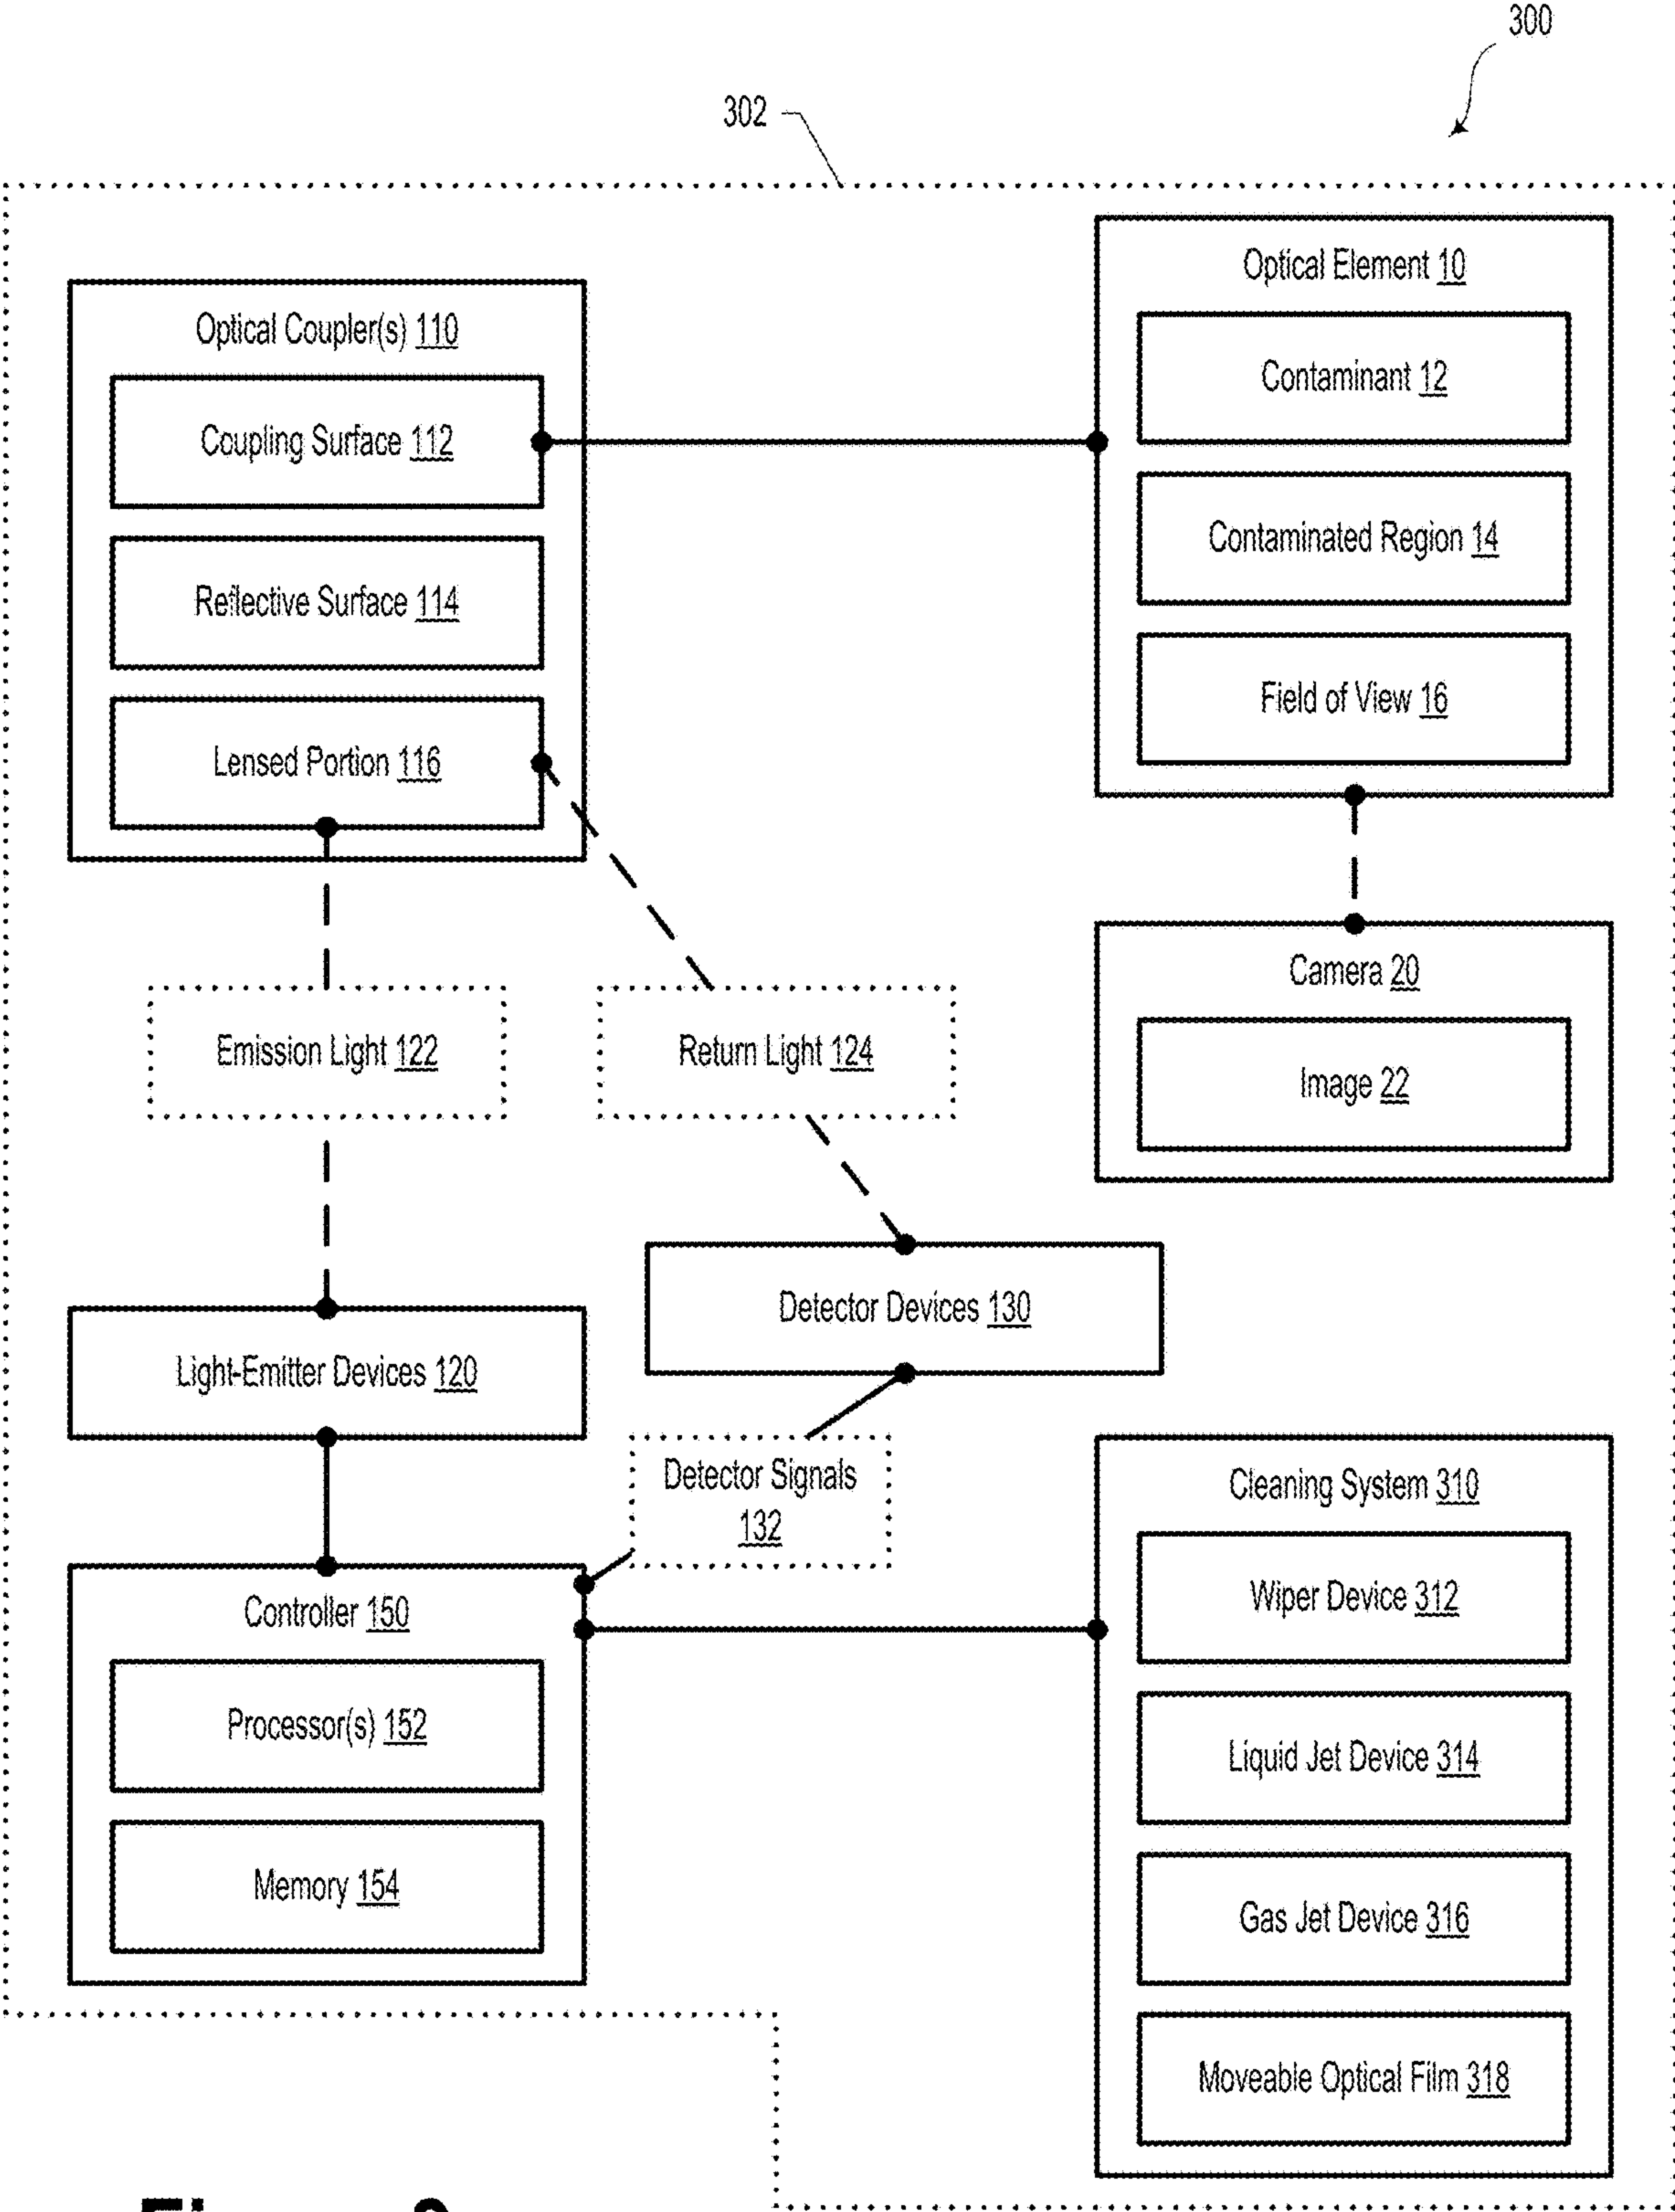 300
302
Optical Coupler(s) 110
Coupling Surface 112
Reflective Surface 114
Lensed Portion 116
Optical Element 10
Contaminant 12
Contaminated Region 14
Field of View 16
Emission Light 122
Return Light 124
Camera 20
Image 22
Light-Emitter Devices 120
Detector Devices 130
Detector Signals
132
Controller 150
Processor(s) 152
Memory 154
Cleaning System 310
Wiper Device 312
Liquid Jet Device 314
Gas Jet Device 316
Moveable Optical Film 318